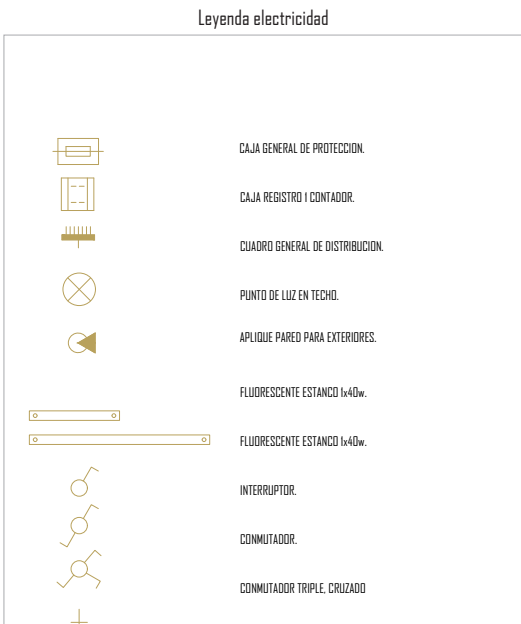 Leyenda electricidad
CAJA GENERAL DE PROTECCION.
CAJA REGISTRO 1 CONTADOR.
CUADRO GENERAL DE DISTRIBUCION.
PUNTO DE LUZ EN TECHO.
APLIQUE PARED PARA EXTERIORES.
FLUORESCENTE ESTANCO 1x40w.
FLUORESCENTE ESTANCO 1x40w.
INTERRUPTOR.
CONMUTADOR.
CONMUTADOR TRIPLE, CRUZADO